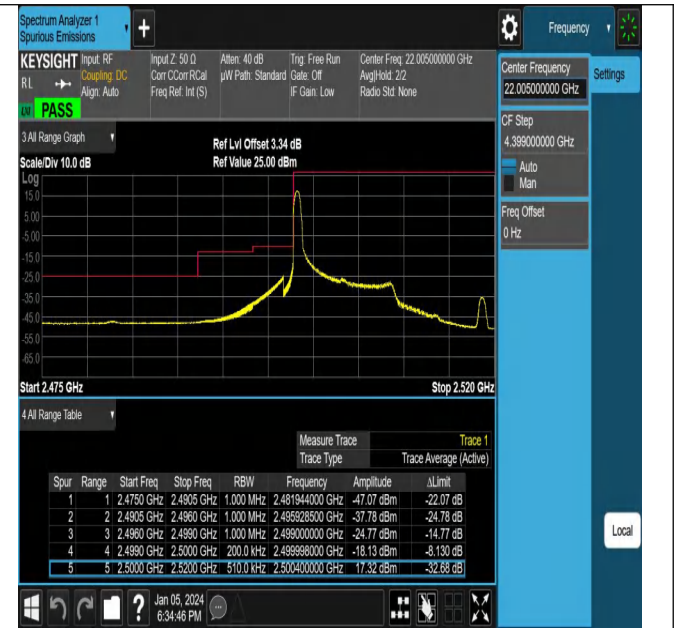 Spectrum Analyzer 1
Spurious Emissions
Frequency
KEYSIGHT Input: RF Input Z: 50 Ω Atten: 40 dB Trig: Free Run Center Freq: 22.005000000 GHz
RL Coupling: DC Corr CCorr RCal µW Path: Standard Gate: Off Avg|Hold: 2/2
Align: Auto Freq Ref: Int (S) IF Gain: Low Radio Std: None
PASS
Center Frequency
22.005000000 GHz
Settings
CF Step
4.399000000 GHz
Auto
Man
Freq Offset
0 Hz
3 All Range Graph
Ref Lvl Offset 3.34 dB
Scale/Div 10.0 dB Ref Value 25.00 dBm
Log
15.0
5.00
-5.00
-15.0
-25.0
-35.0
-45.0
-55.0
-65.0
Start 2.475 GHz Stop 2.520 GHz
4 All Range Table
Measure Trace Trace 1
Trace Type Trace Average (Active)
Spur Range Start Freq Stop Freq RBW Frequency Amplitude ΔLimit
1 1 2.4750 GHz 2.4905 GHz 1.000 MHz 2.481944000 GHz -47.07 dBm -22.07 dB
2 2 2.4905 GHz 2.4960 GHz 1.000 MHz 2.495928500 GHz -37.78 dBm -24.78 dB
3 3 2.4960 GHz 2.4990 GHz 1.000 MHz 2.499000000 GHz -24.77 dBm -14.77 dB
4 4 2.4990 GHz 2.5000 GHz 200.0 kHz 2.499998000 GHz -18.13 dBm -8.130 dB
5 5 2.5000 GHz 2.5200 GHz 510.0 kHz 2.500400000 GHz 17.32 dBm -32.68 dB
Local
Jan 05, 2024
6:34:46 PM